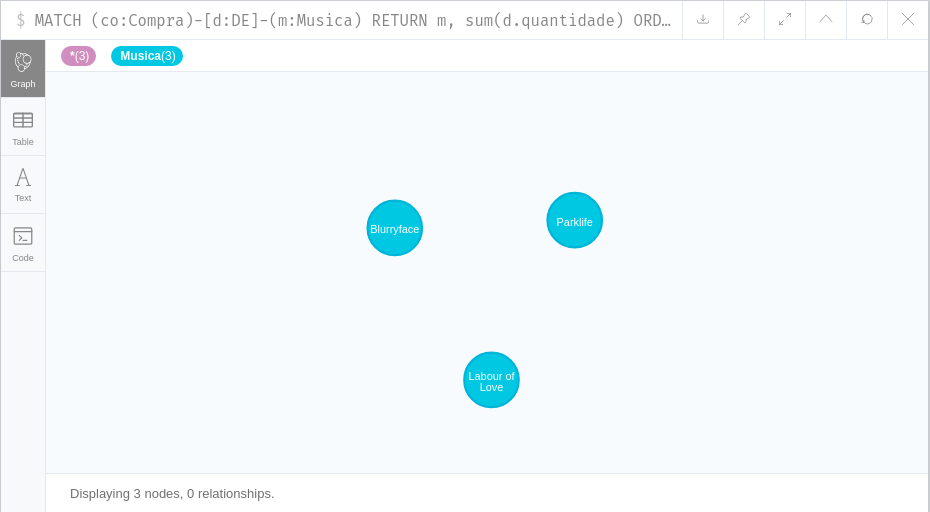 $ MATCH (co:Compra)-[d:DE]-(m:Musica) RETURN m, sum(d.quantidade) ORD…
*(3) Musica(3)
Graph
Table
Text
Code
Blurryface
Parklife
Labour of
Love
Displaying 3 nodes, 0 relationships.